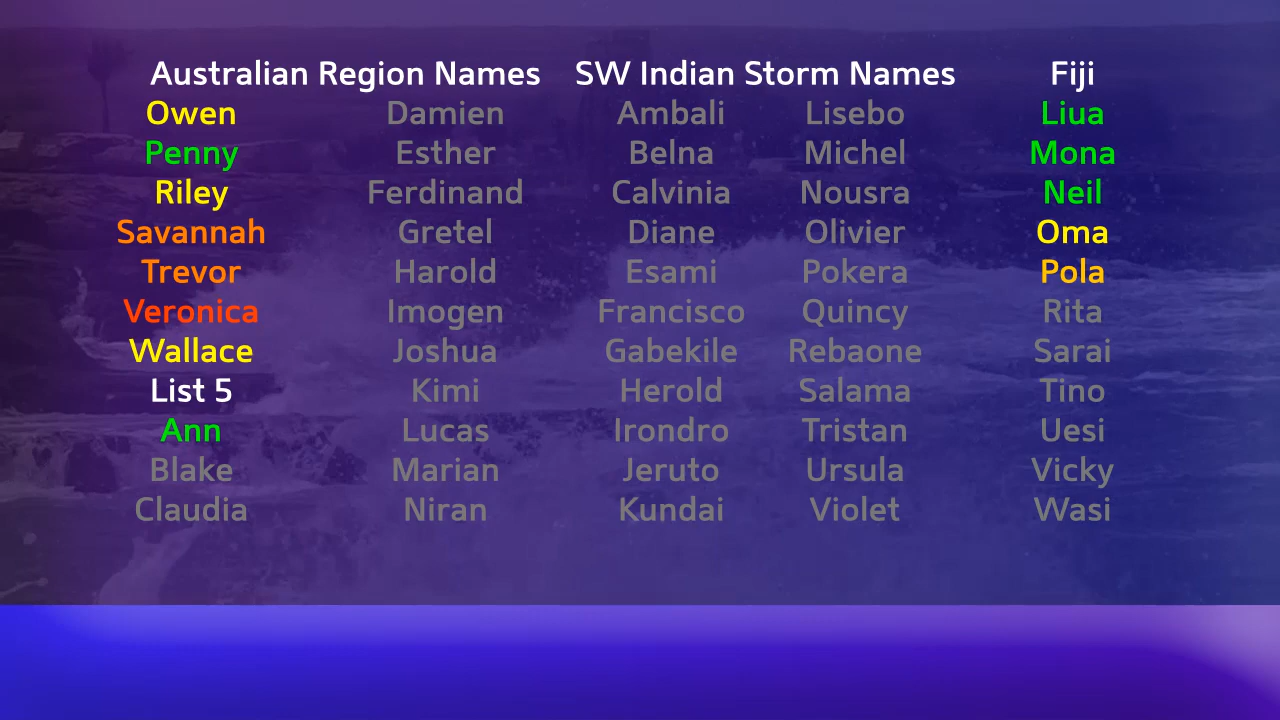 Australian Region Names SW Indian Storm Names Fiji
Owen Damien Ambali Lisebo Liua
Penny Esther Belna Michel Mona
Riley Ferdinand Calvinia Nousra Neil
Savannah Gretel Diane Olivier Oma
Trevor Harold Esami Pokera Pola
Veronica Imogen Francisco Quincy Rita
Wallace Joshua Gabekile Rebaone Sarai
List 5 Kimi Herold Salama Tino
Ann Lucas Irondro Tristan Uesi
Blake Marian Jeruto Ursula Vicky
Claudia Niran Kundai Violet Wasi